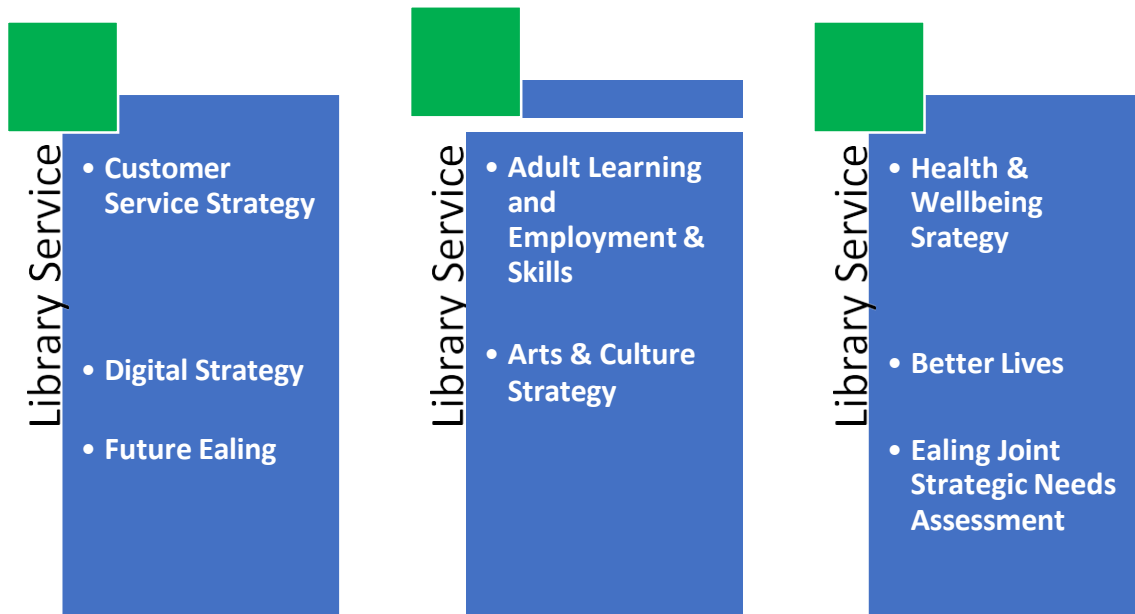 Library Service
• Customer
Service Strategy
• Digital Strategy
• Future Ealing
Library Service
• Adult Learning
and
Employment &
Skills
• Arts & Culture
Strategy
Library Service
• Health &
Wellbeing
Srategy
• Better Lives
• Ealing Joint
Strategic Needs
Assessment